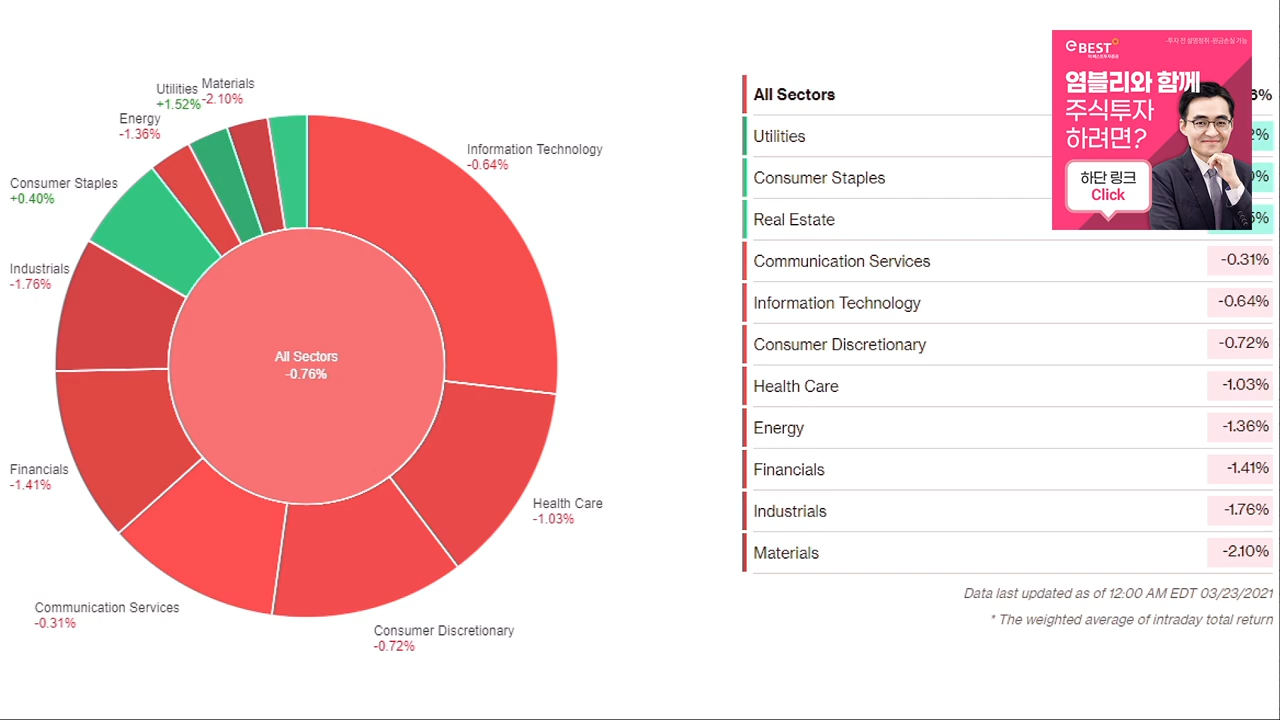 Utilities
+1.52%
Materials
-2.10%
Energy
-1.36%
Consumer Staples
+0.40%
Information Technology
-0.64%
Industrials
-1.76%
All Sectors
-0.76%
Financials
-1.41%
Health Care
-1.03%
Communication Services
-0.31%
Consumer Discretionary
-0.72%
All Sectors
Utilities
Consumer Staples
Real Estate
Communication Services -0.31%
Information Technology -0.64%
Consumer Discretionary -0.72%
Health Care -1.03%
Energy -1.36%
Financials -1.41%
Industrials -1.76%
Materials -2.10%
Data last updated as of 12:00 AM EDT 03/23/2021
* The weighted average of intraday total return
eBEST
염블리와 함께
주식투자
하려면?
하단 링크
Click